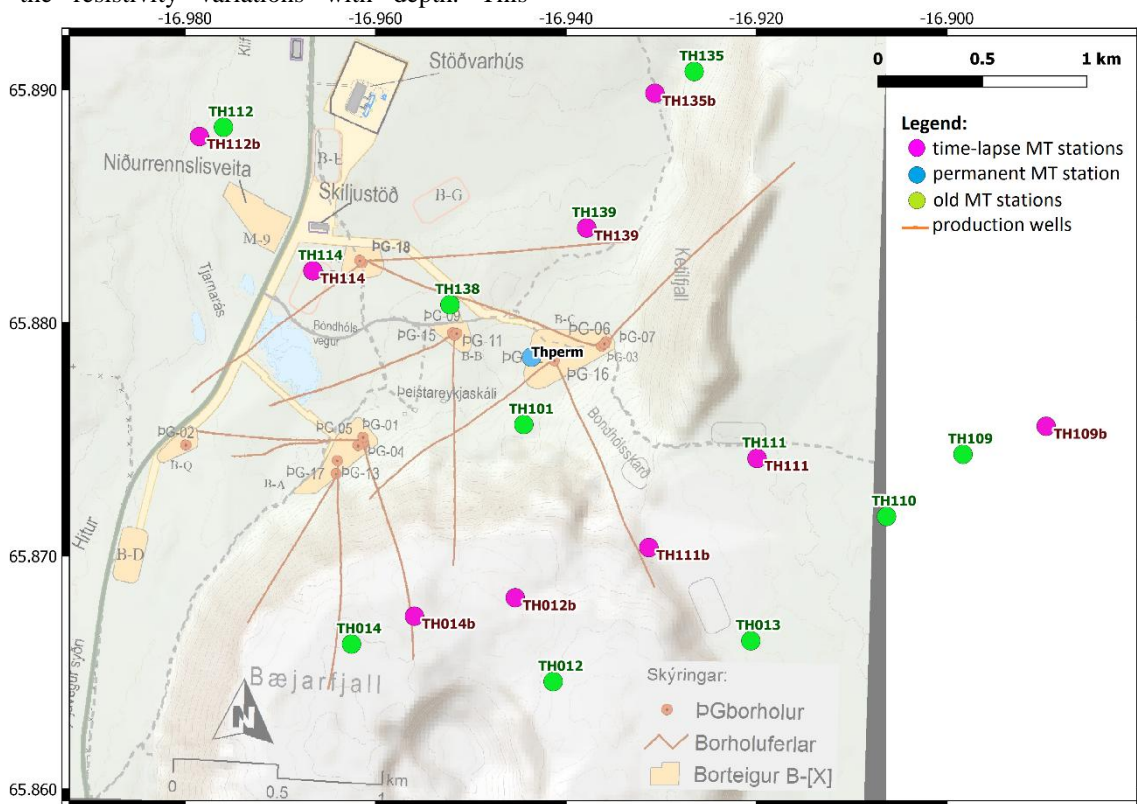 the resistivity variations with depth. This
-16.980
-16.960
-16.940
-16.920
-16.900
65.890
65.880
65.870
65.860
0 0.5 1 km
Legend:
time-lapse MT stations
permanent MT station
old MT stations
production wells
Stöðvarhús
TH135
TH135b
TH112
TH112b
Niðurrennslisveita
B-E
Skiljustöð
B-G
M-9
TH139
TH139
Ketilfjall
ÞG-18
TH114
TH114
Tjarnarás
TH138
Bóndhóls
vegur
ÞG-09
ÞG-15
ÞG-11
B-B
B-C
ÞG-06
ÞG-07
ÞG-03
Thperm
ÞG-16
Þeistareykjaskáli
TH101
Bóndhólsskarð
TH111
TH111
TH109b
TH109
TH110
ÞG-02
B-Q
ÞG-05
ÞG-01
ÞG-04
ÞG-17
ÞG-13
B-A
B-D
Hitur
TH111b
TH012b
TH014b
TH014
TH013
TH012
Bæjarfjall
N
0 0.5 1
km
Skýringar:
ÞGborholur
Borholuferlar
Borteigur B-[X]